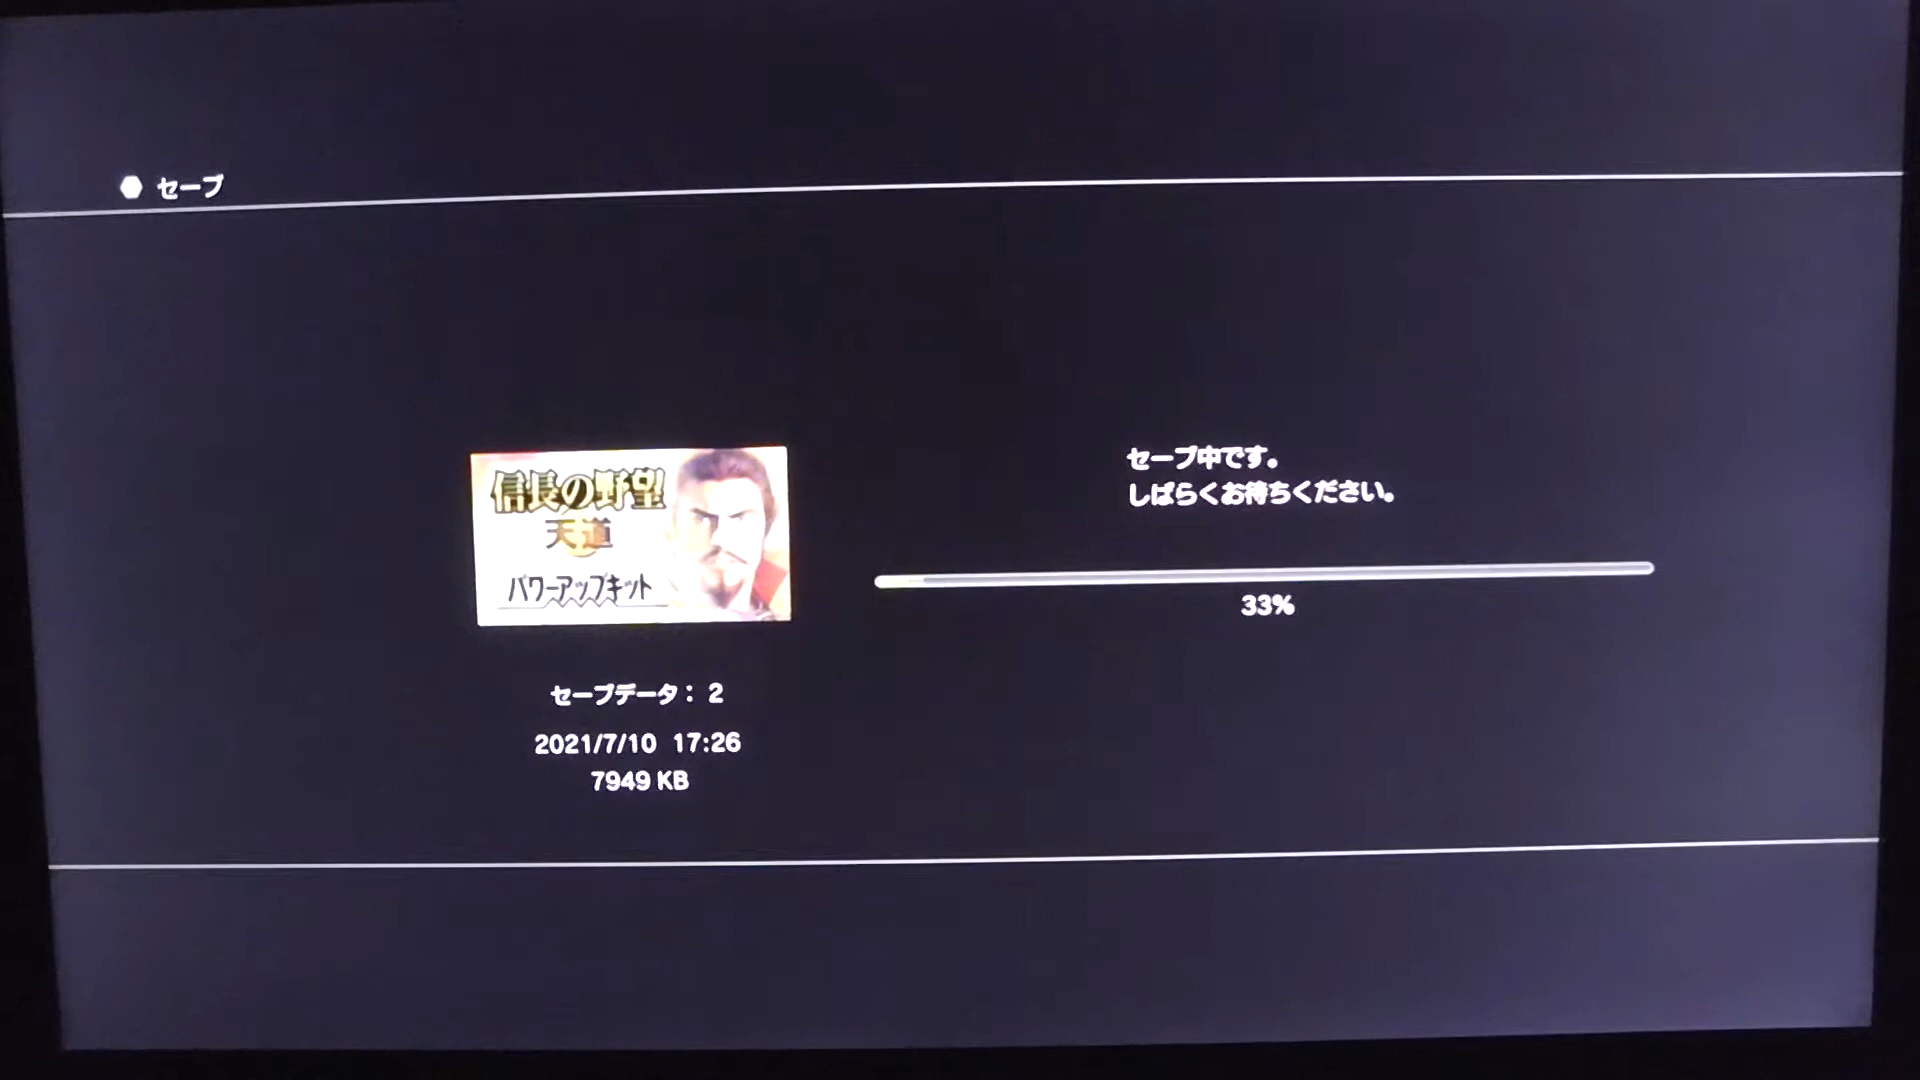 セーブ
信長の野望
天道
パワーアップキット
セーブ中です。
しばらくお待ちください。
33%
セーブデータ： 2
2021/7/10 17:26
7949 KB